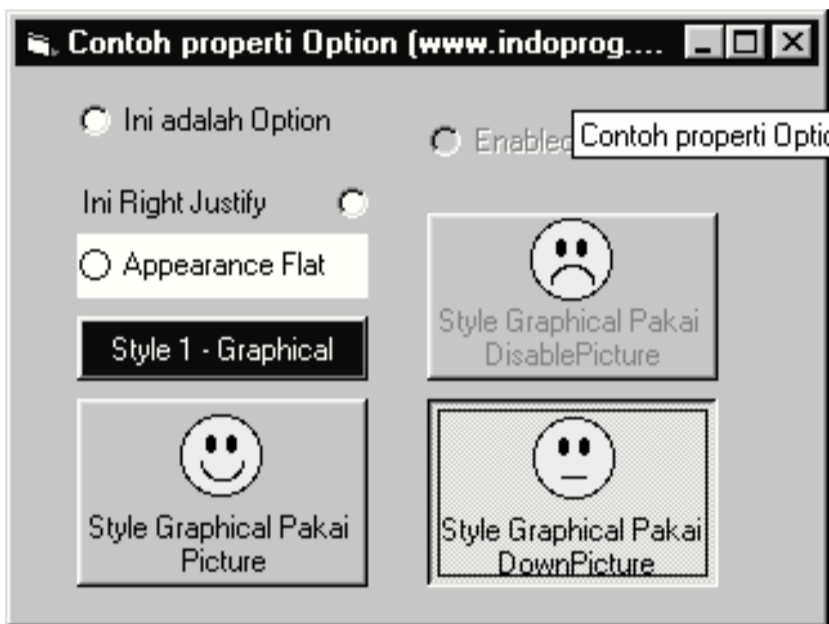 Contoh properti Option (www.indoprog....
Ini adalah Option
Enabled
Contoh properti Optio
Ini Right Justify
Appearance Flat
Style Graphical Pakai
DisablePicture
Style 1 - Graphical
Style Graphical Pakai
Picture
Style Graphical Pakai
DownPicture